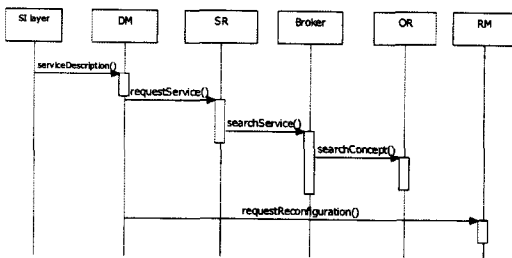 SI layer
DM
SR
Broker
OR
RM
serviceDescription()
requestService()
searchService()
searchConcept()
requestReconfiguration()